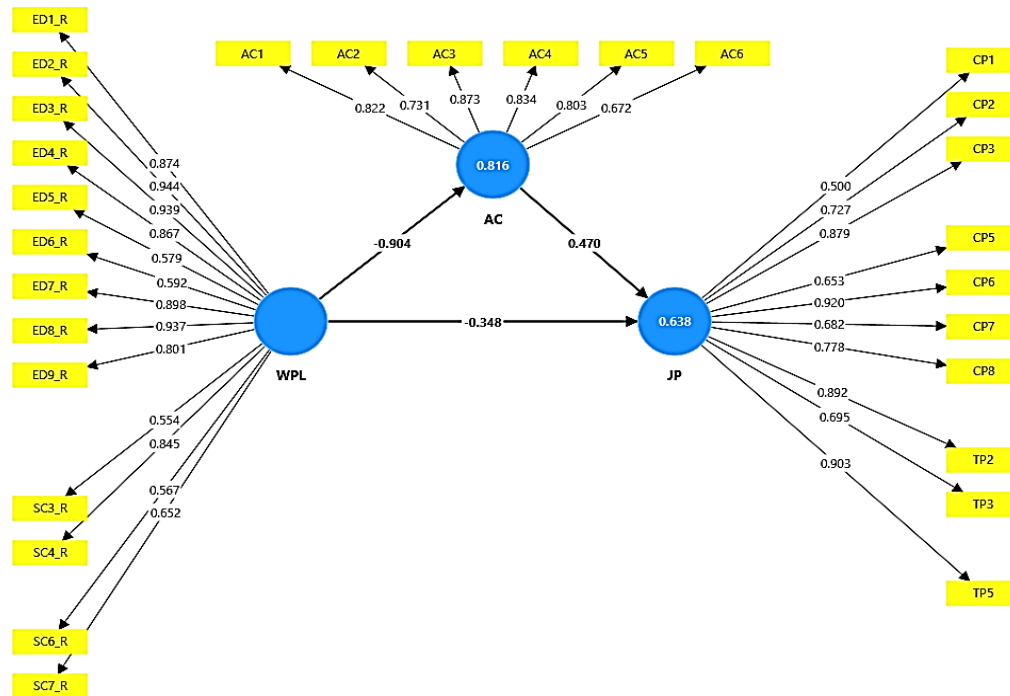 ED1_R
ED2_R
ED3_R
ED4_R
ED5_R
ED6_R
ED7_R
ED8_R
ED9_R
SC3_R
SC4_R
SC6_R
SC7_R
0.874
0.944
0.939
0.867
0.579
0.592
0.898
0.937
0.801
0.554
0.845
0.567
0.652
WPL
-0.904
-0.348
AC1 AC2 AC3 AC4 AC5 AC6
0.822 0.731 0.873 0.834 0.803 0.672
0.816
AC
0.470
0.638
JP
0.500
0.727
0.879
0.653
0.920
0.682
0.778
0.892
0.695
0.903
CP1
CP2
CP3
CP5
CP6
CP7
CP8
TP2
TP3
TP5